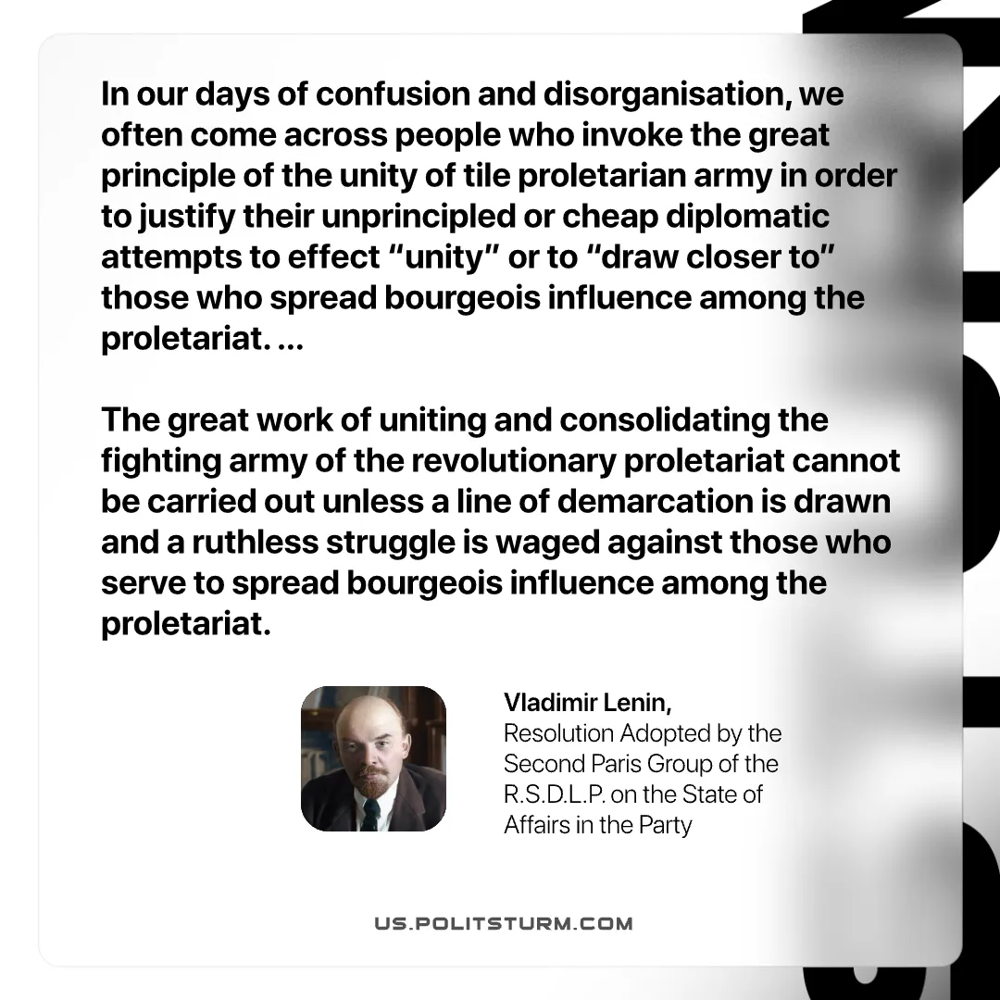 In our days of confusion and disorganisation, we
often come across people who invoke the great
principle of the unity of tile proletarian army in order
to justify their unprincipled or cheap diplomatic
attempts to effect “unity” or to “draw closer to”
those who spread bourgeois influence among the
proletariat. ...
The great work of uniting and consolidating the
fighting army of the revolutionary proletariat cannot
be carried out unless a line of demarcation is drawn
and a ruthless struggle is waged against those who
serve to spread bourgeois influence among the
proletariat.
Vladimir Lenin,
Resolution Adopted by the
Second Paris Group of the
R.S.D.L.P. on the State of
Affairs in the Party
US.POLITSTURM.COM